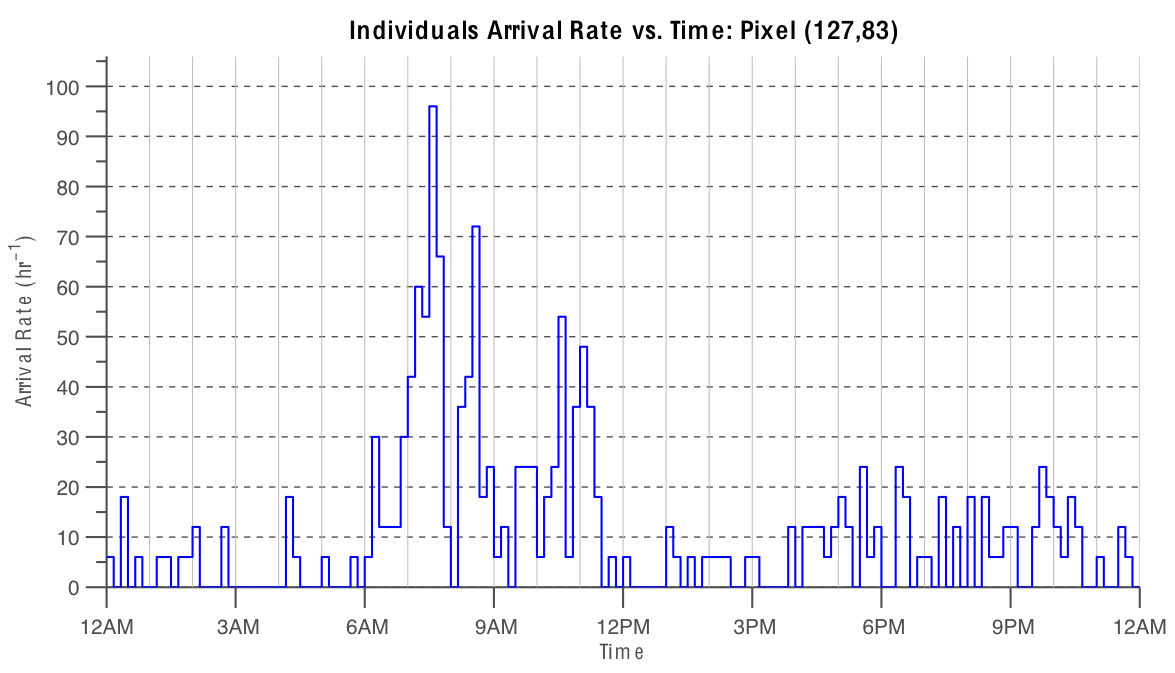 Individuals Arrival Rate vs. Time: Pixel (127,83)
Arrival Rate (hr⁻¹)
100
90
80
70
60
50
40
30
20
10
0
12AM 3AM 6AM 9AM 12PM 3PM 6PM 9PM 12AM
Time